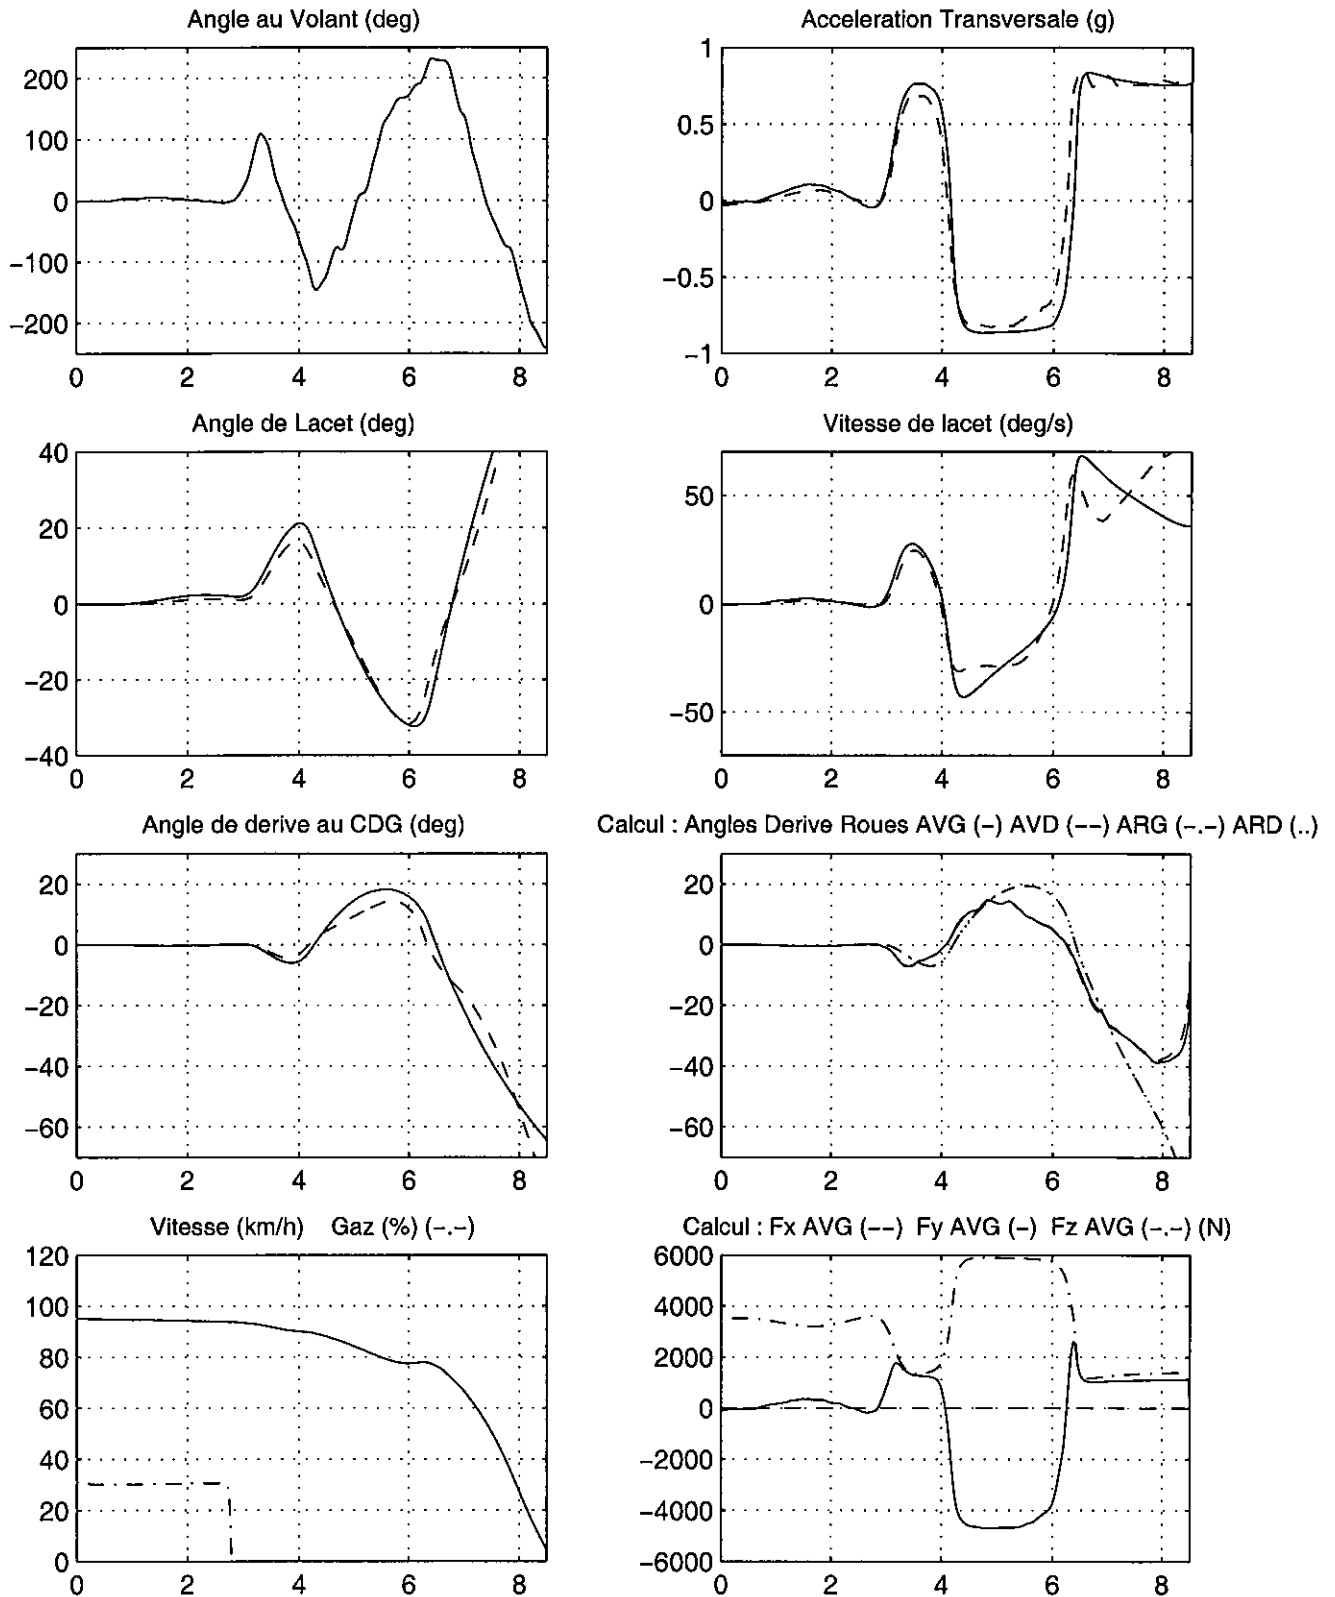 Angle au Volant (deg)
200
100
0
−100
−200
0 2 4 6 8
Acceleration Transversale (g)
1
0.5
0
−0.5
−1
0 2 4 6 8
Angle de Lacet (deg)
40
20
0
−20
−40
0 2 4 6 8
Vitesse de lacet (deg/s)
50
0
−50
0 2 4 6 8
Angle de derive au CDG (deg)
20
0
−20
−40
−60
0 2 4 6 8
Calcul : Angles Derive Roues AVG (−) AVD (−−) ARG (−.−) ARD (..)
20
0
−20
−40
−60
0 2 4 6 8
Vitesse (km/h) Gaz (%) (−.−)
120
100
80
60
40
20
0
0 2 4 6 8
Calcul : Fx AVG (−−) Fy AVG (−) Fz AVG (−.−) (N)
6000
4000
2000
0
−2000
−4000
−6000
0 2 4 6 8